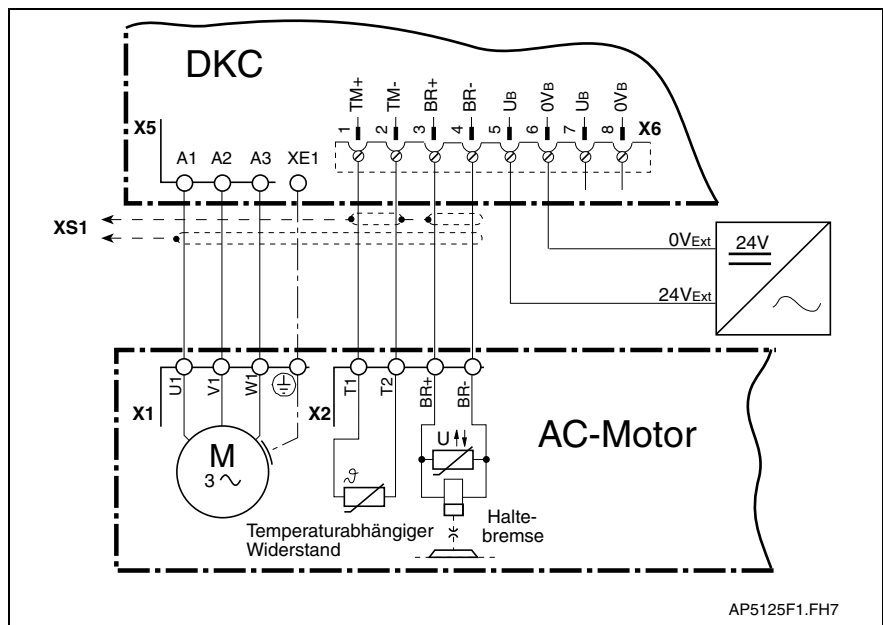 DKC
TM+ TM- BR+ BR- UB 0VB UB 0VB
X5
1 2 3 4 5 6 7 8 X6
A1 A2 A3 XE1
XS1
0VExt 24V
24VExt
U1 V1 W1 T1 T2 BR+ BR-
X1 X2
AC-Motor
M
3
U
ϑ
Temperaturabhängiger
Widerstand
Halte-
bremse
AP5125F1.FH7